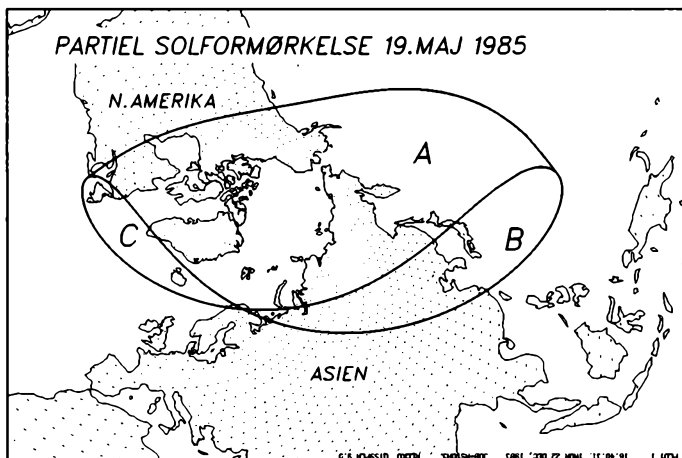 PARTIEL SOLFORMØRKELSE 19.MAJ 1985
N.AMERIKA
A
B
C
ASIEN